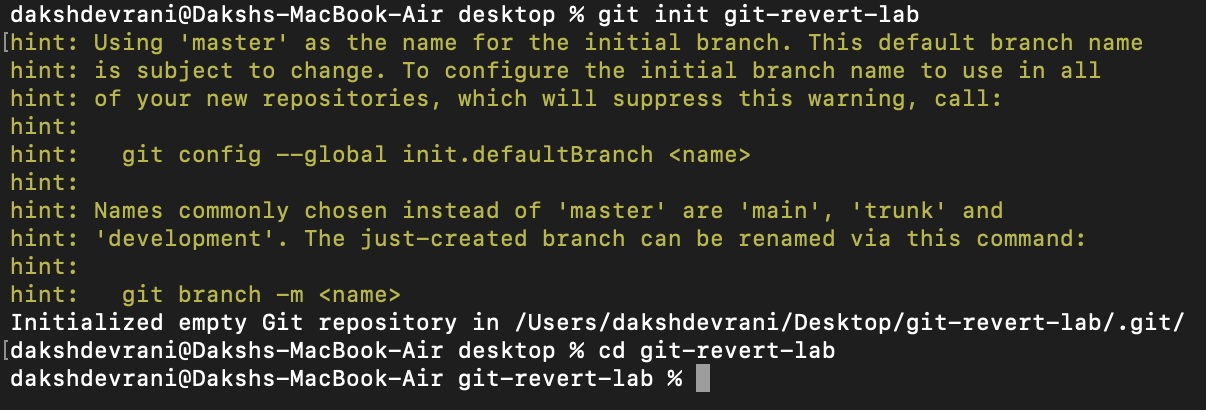 dakshdevrani@Dakshs-MacBook-Air desktop % git init git-revert-lab
[hint: Using 'master' as the name for the initial branch. This default branch name
hint: is subject to change. To configure the initial branch name to use in all
hint: of your new repositories, which will suppress this warning, call:
hint:
hint:   git config --global init.defaultBranch <name>
hint:
hint: Names commonly chosen instead of 'master' are 'main', 'trunk' and
hint: 'development'. The just-created branch can be renamed via this command:
hint:
hint:   git branch -m <name>
Initialized empty Git repository in /Users/dakshdevrani/Desktop/git-revert-lab/.git/
[dakshdevrani@Dakshs-MacBook-Air desktop % cd git-revert-lab
dakshdevrani@Dakshs-MacBook-Air git-revert-lab %